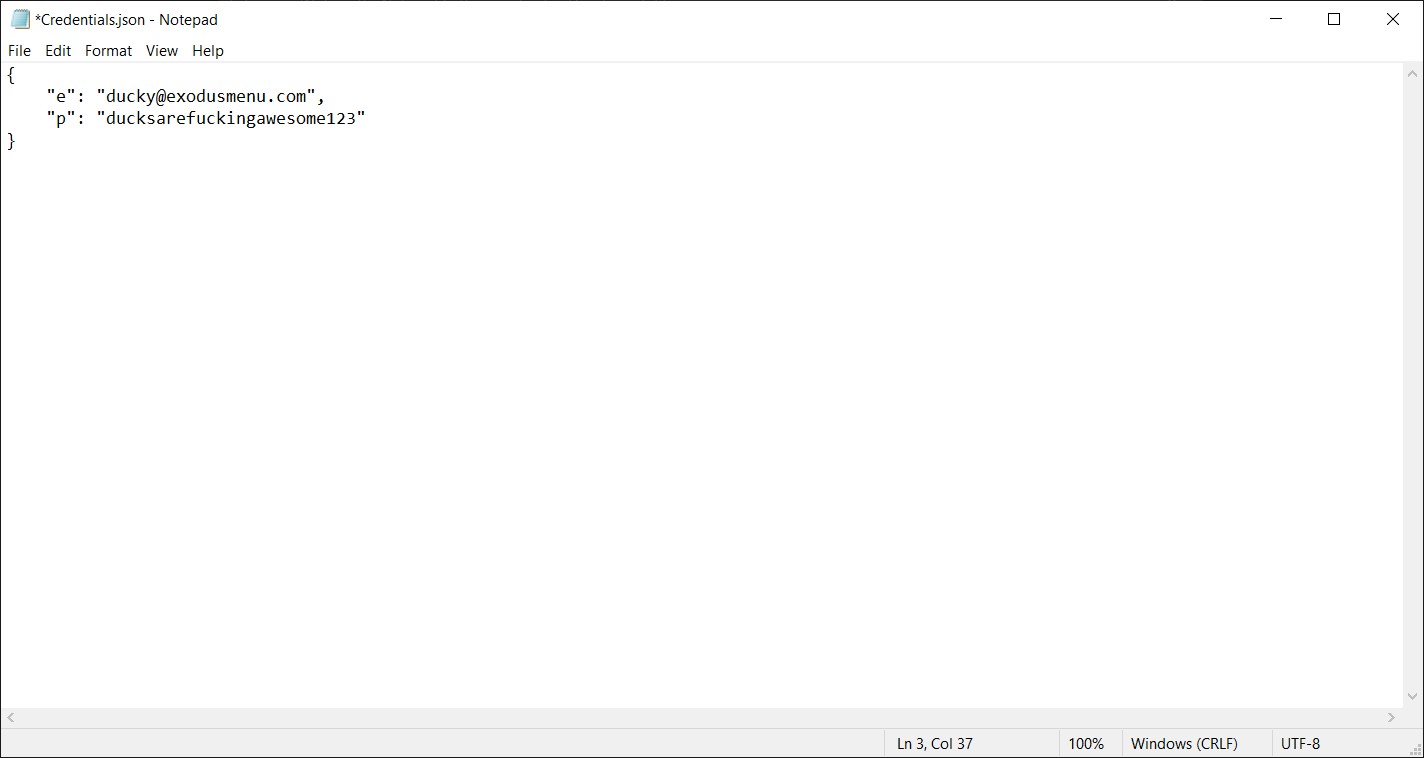 *Credentials.json - Notepad
File Edit Format View Help
{
    "e": "ducky@exodusmenu.com",
    "p": "ducksarefuckingawesome123"
}
Ln 3, Col 37 100% Windows (CRLF) UTF-8